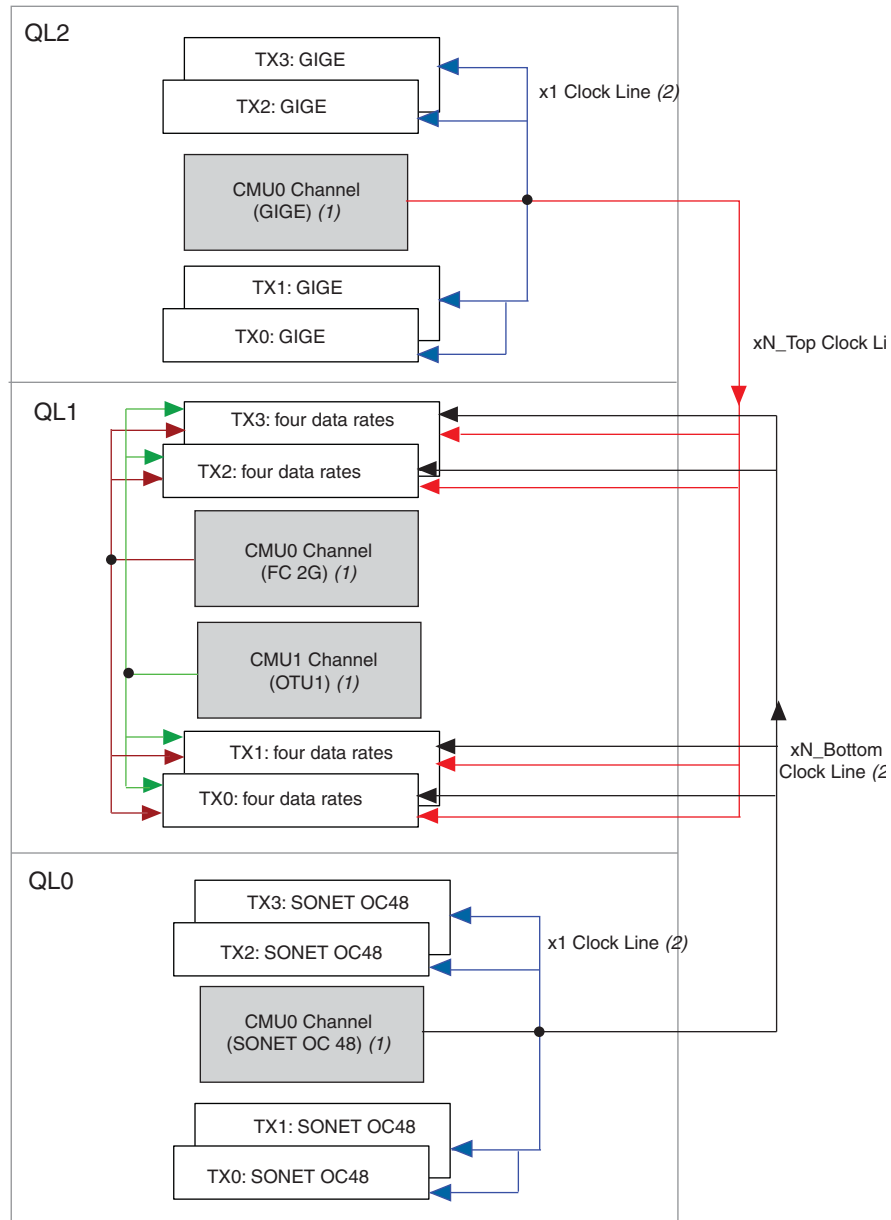 QL2
TX3: GIGE
TX2: GIGE
x1 Clock Line (2)
CMU0 Channel
(GIGE) (1)
TX1: GIGE
TX0: GIGE
xN_Top Clock Li
QL1
TX3: four data rates
TX2: four data rates
CMU0 Channel
(FC 2G) (1)
CMU1 Channel
(OTU1) (1)
TX1: four data rates
TX0: four data rates
xN_Bottom
Clock Line (2
QL0
TX3: SONET OC48
TX2: SONET OC48
x1 Clock Line (2)
CMU0 Channel
(SONET OC 48) (1)
TX1: SONET OC48
TX0: SONET OC48